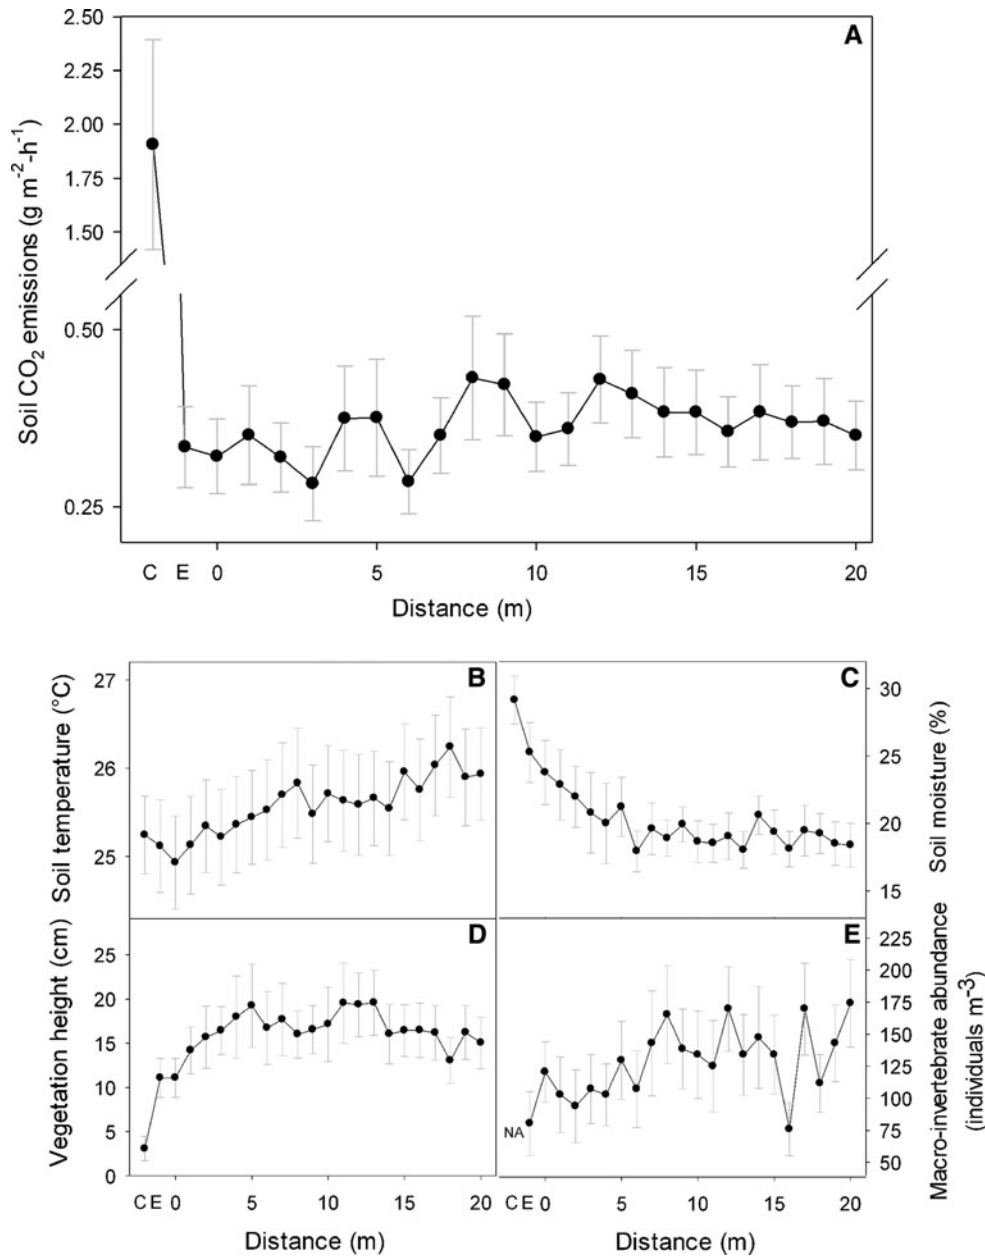 A
Soil CO2 emissions (g m-2-h-1)
2.50
2.25
2.00
1.75
1.50
0.50
0.25
C E 0 5 10 15 20
Distance (m)
B
Soil temperature (°C)
27
26
25
C
Soil moisture (%)
30
25
20
15
D
Vegetation height (cm)
25
20
15
10
5
0
C E 0 5 10 15 20
Distance (m)
E
Macro-invertebrate abundance
(individuals m-3)
225
200
175
150
125
100
75
50
NA
C E 0 5 10 15 20
Distance (m)